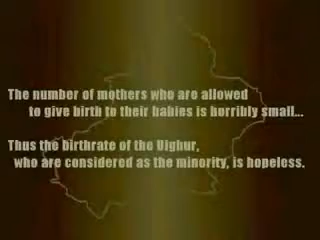 The number of mothers who are allowed
to give birth to their babies is horribly small...
Thus the birthrate of the Uighur,
who are considered as the minority, is hopeless.